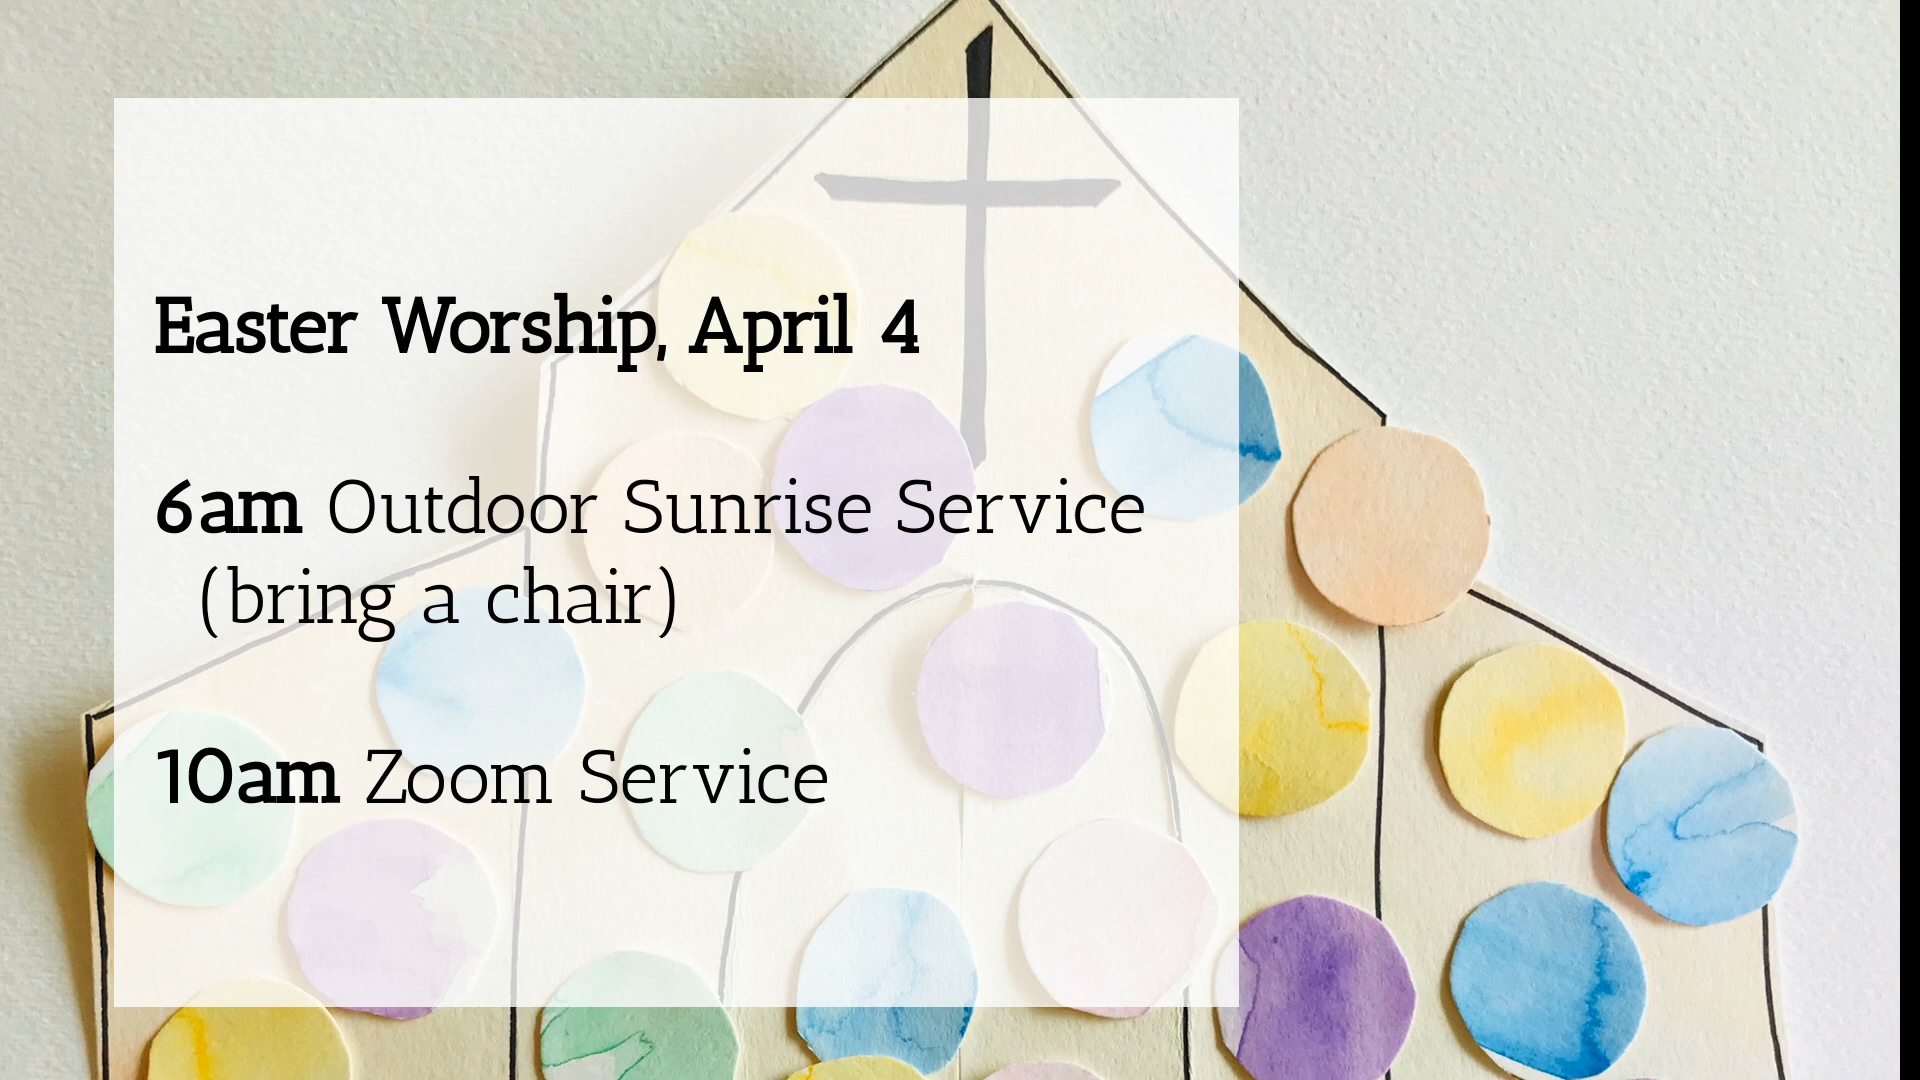 Easter Worship, April 4
6am Outdoor Sunrise Service
(bring a chair)
10am Zoom Service